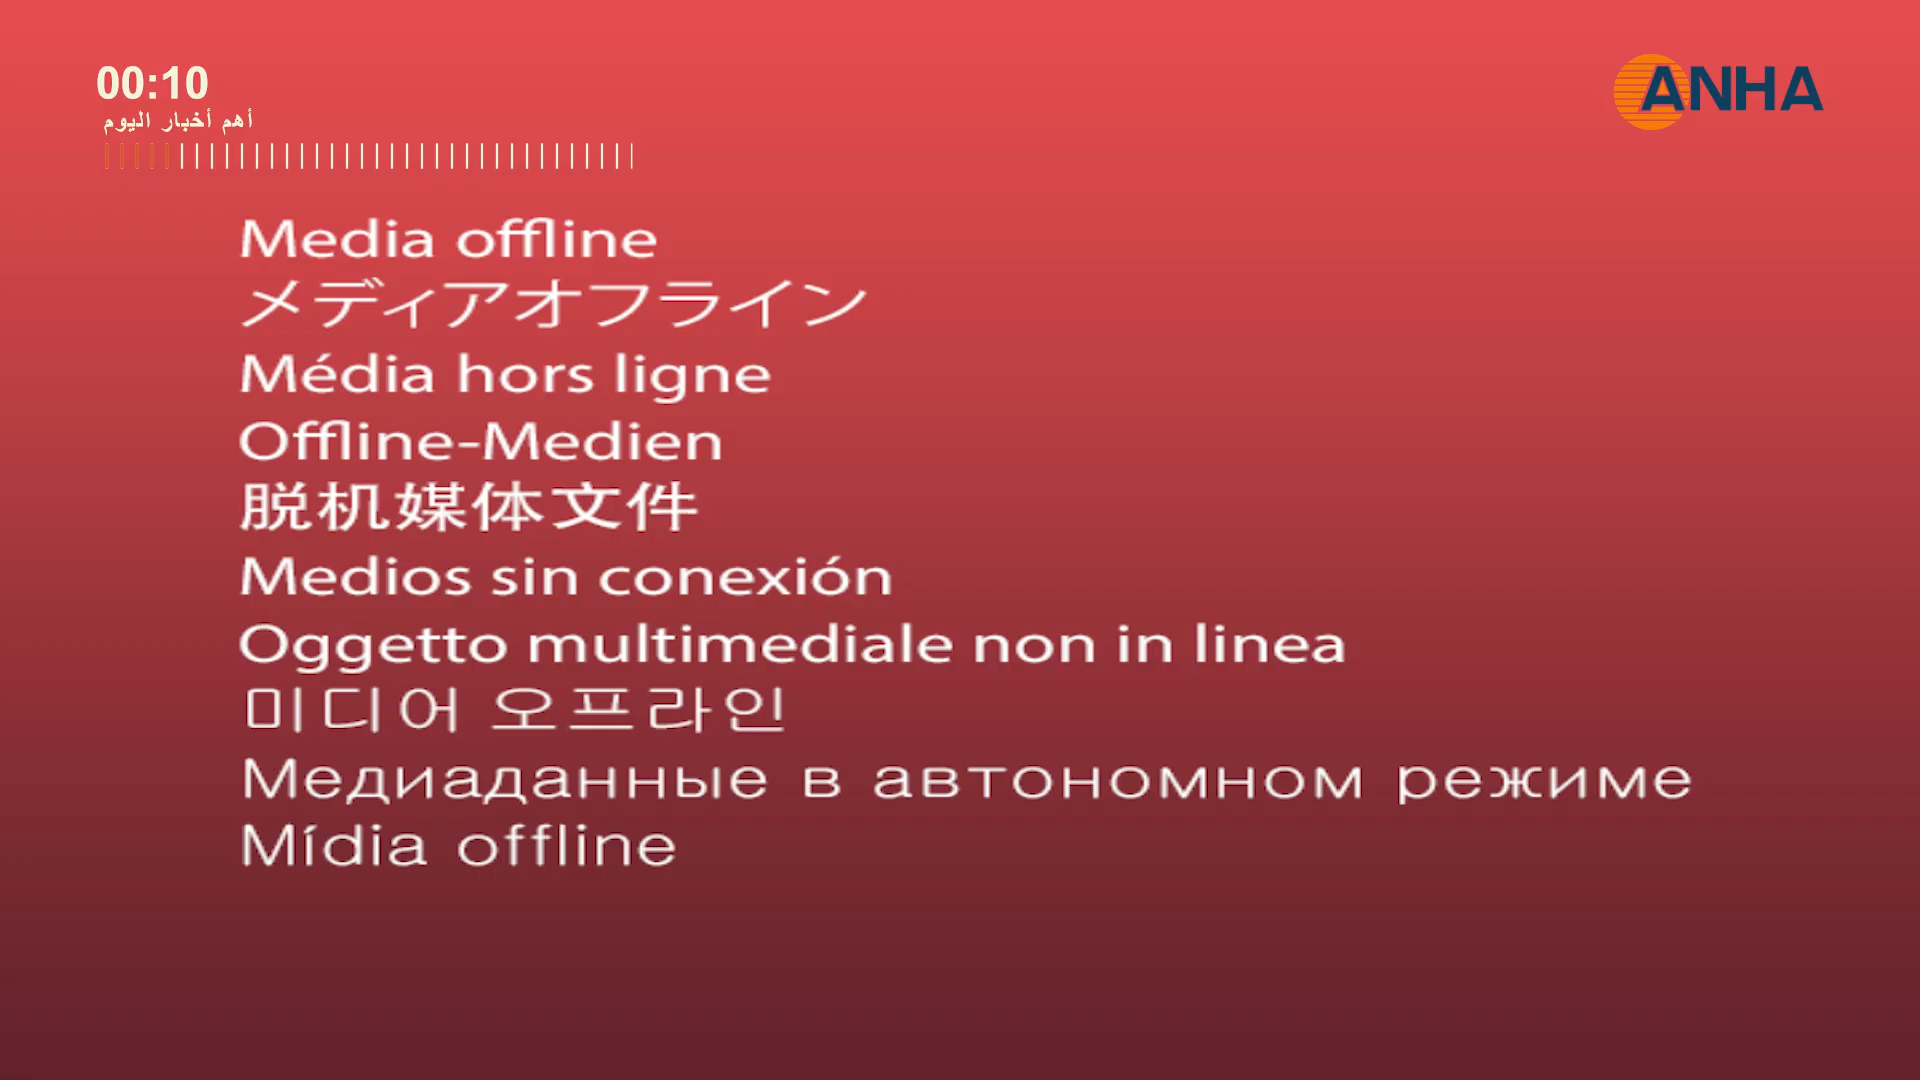 00:10
أهم أخبار اليوم
ANHA
Media offline
メディアオフライン
Média hors ligne
Offline-Medien
脱机媒体文件
Medios sin conexión
Oggetto multimediale non in linea
미디어 오프라인
Медиаданные в автономном режиме
Mídia offline